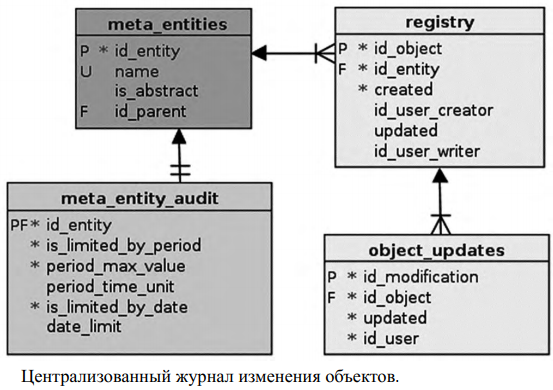 meta_entities
P * id_entity
U name
is_abstract
F id_parent
registry
P * id_object
F * id_entity
* created
id_user_creator
updated
id_user_writer
meta_entity_audit
PF * id_entity
* is_limited_by_period
* period_max_value
period_time_unit
* is_limited_by_date
date_limit
object_updates
P * id_modification
F * id_object
* updated
* id_user
Централизованный журнал изменения объектов.